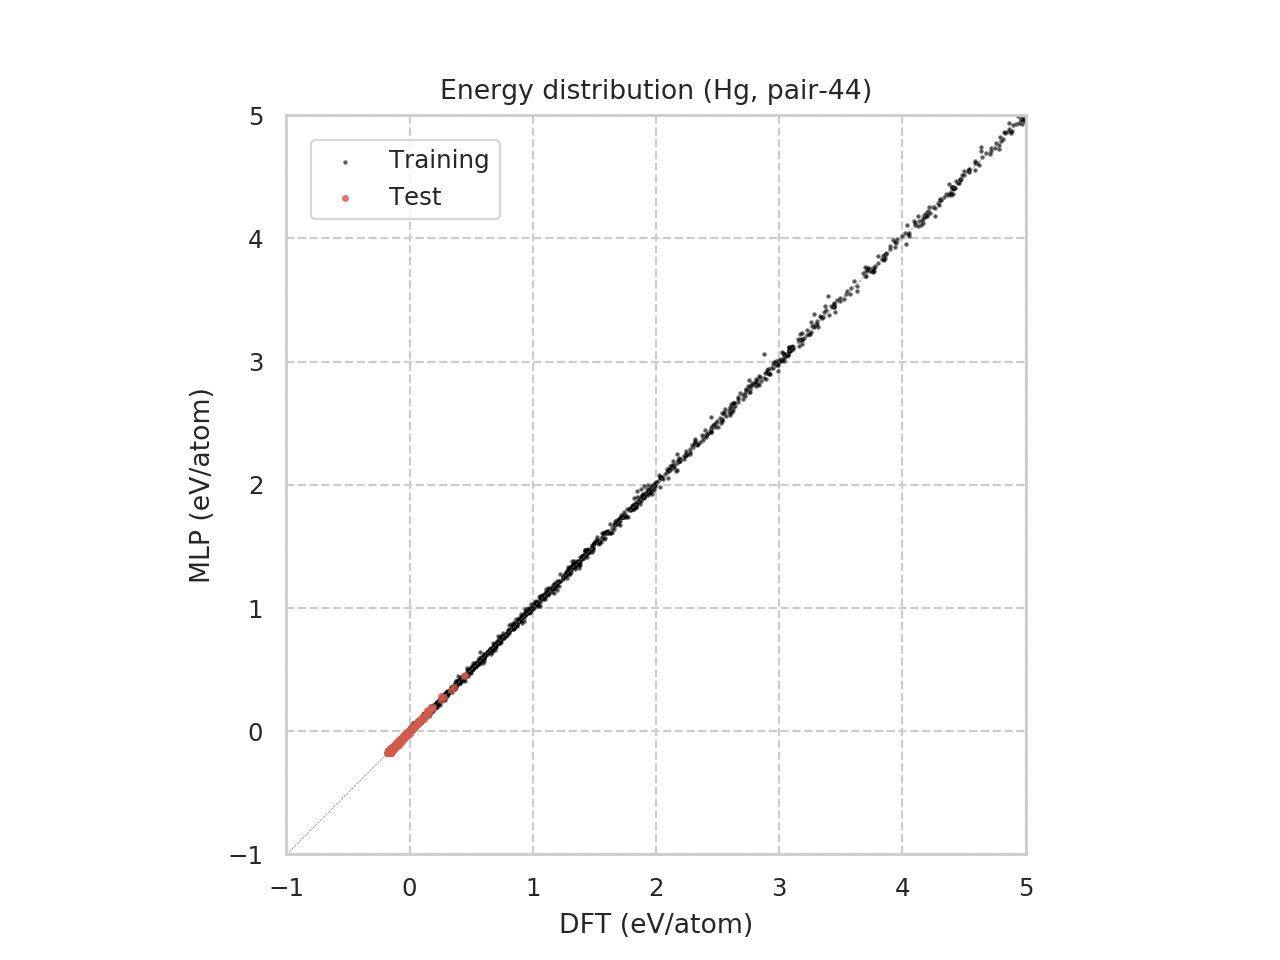 Energy distribution (Hg, pair-44)
Training
Test
5
4
3
2
1
0
−1
MLP (eV/atom)
−1 0 1 2 3 4 5
DFT (eV/atom)